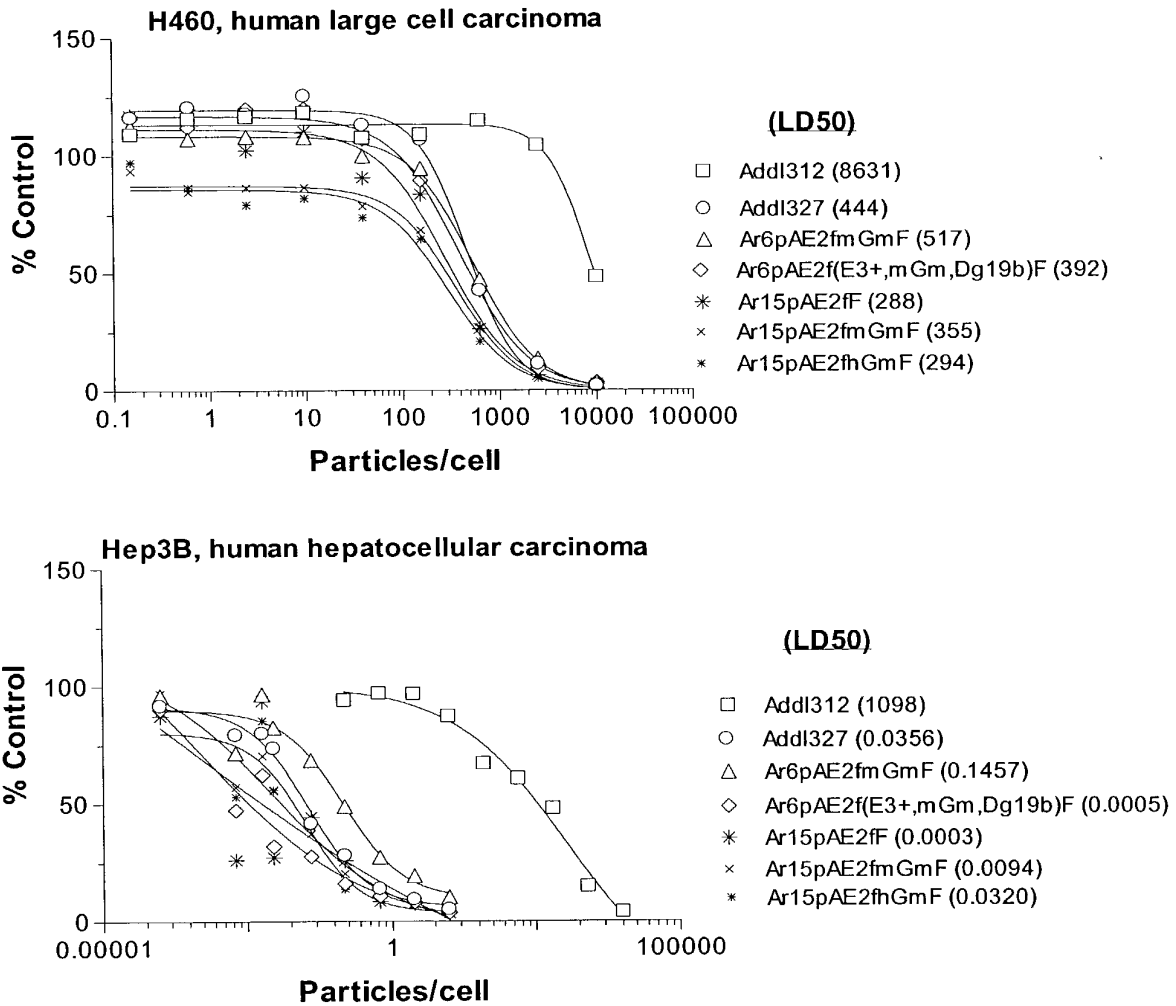 H460, human large cell carcinoma
150
100
50
0
% Control
0.1 1 10 100 1000 10000 100000
Particles/cell
(LD50)
Addl312 (8631)
Addl327 (444)
Ar6pAE2fmGmF (517)
Ar6pAE2f(E3+,mGm,Dg19b)F (392)
Ar15pAE2fF (288)
Ar15pAE2fmGmF (355)
Ar15pAE2fhGmF (294)
Hep3B, human hepatocellular carcinoma
150
100
50
0
% Control
0.00001 1 100000
Particles/cell
(LD50)
Addl312 (1098)
Addl327 (0.0356)
Ar6pAE2fmGmF (0.1457)
Ar6pAE2f(E3+,mGm,Dg19b)F (0.0005)
Ar15pAE2fF (0.0003)
Ar15pAE2fmGmF (0.0094)
Ar15pAE2fhGmF (0.0320)